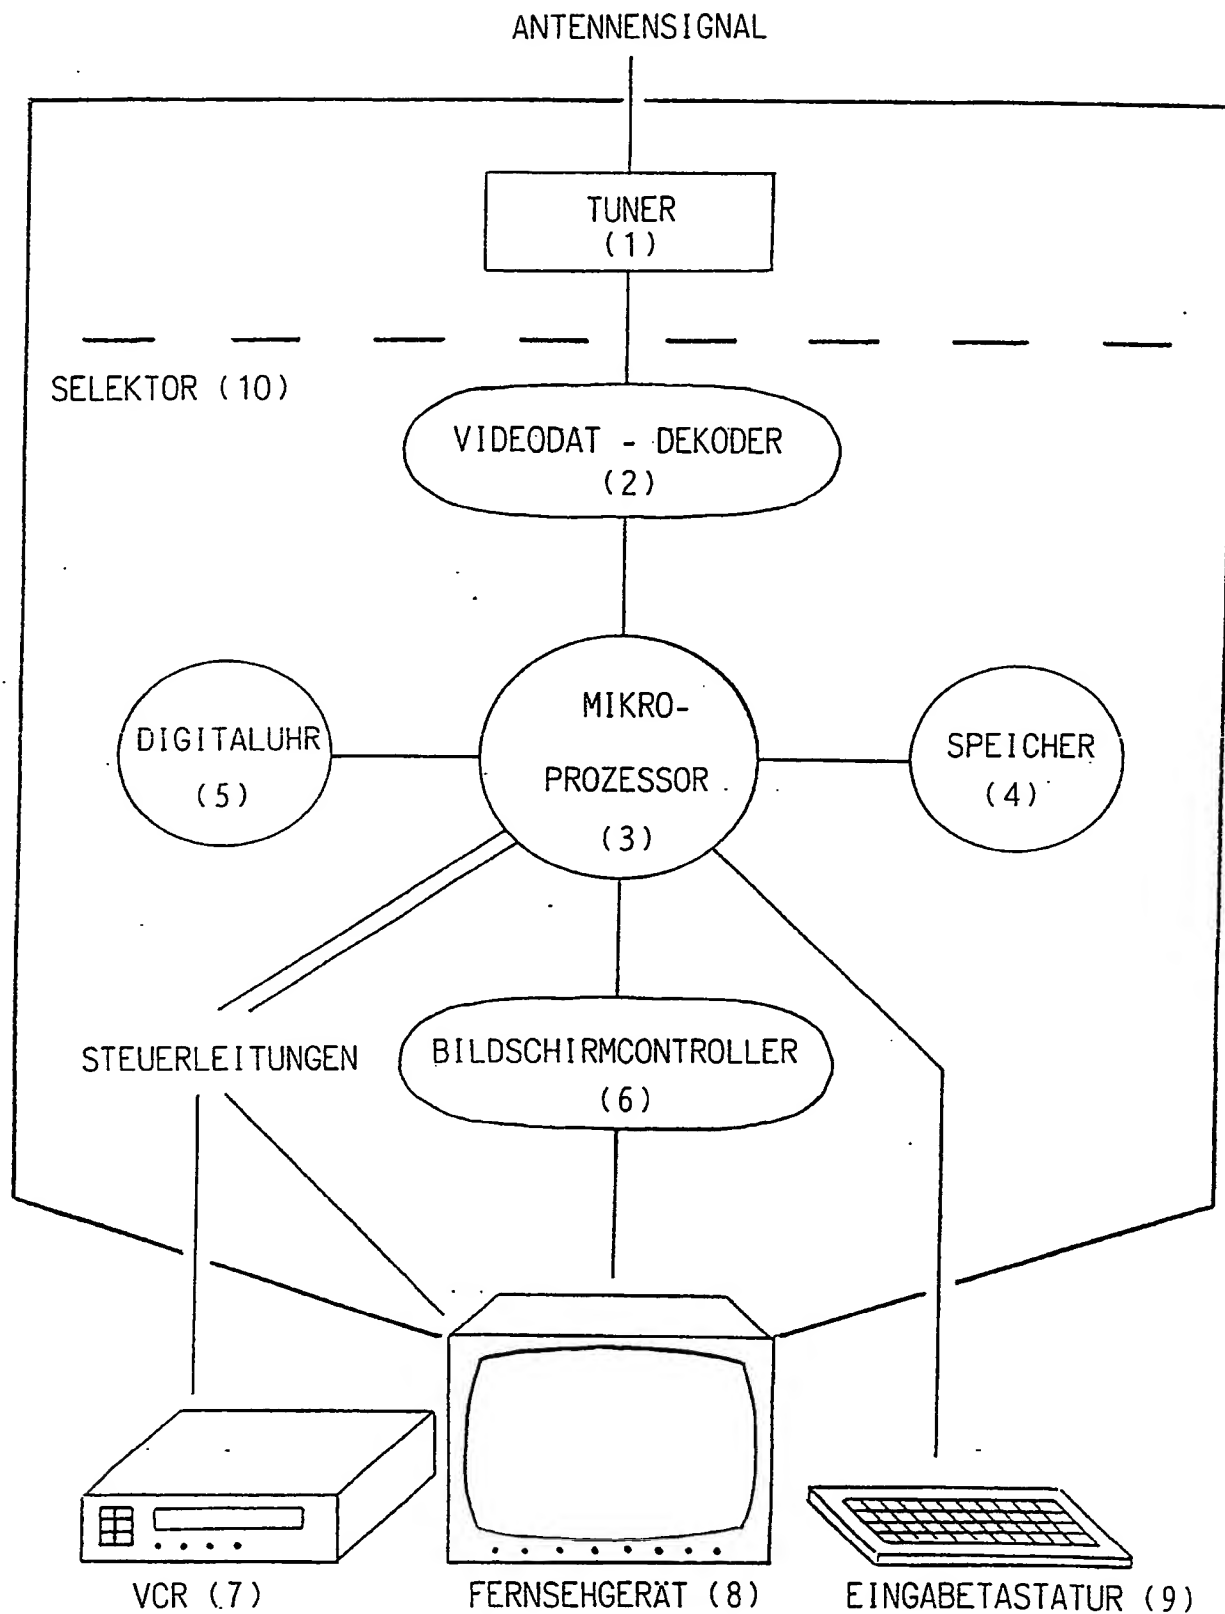 ANTENNENSIGNAL
TUNER
(1)
SELEKTOR (10)
VIDEODAT - DEKODER
(2)
DIGITALUHR
(5)
MIKRO-
PROZESSOR
(3)
SPEICHER
(4)
STEUERLEITUNGEN
BILDSCHIRMCONTROLLER
(6)
VCR (7)
FERNSEHGERÄT (8)
EINGABETASTATUR (9)